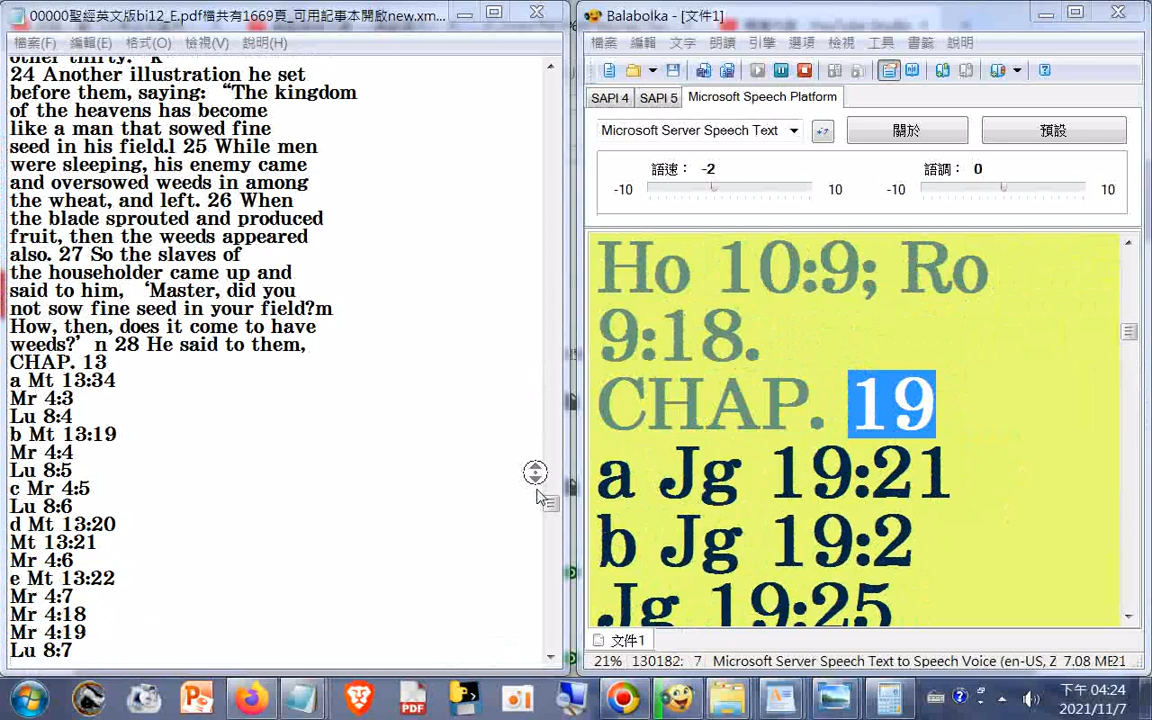 00000聖經英文版bi12_E.pdf檔共有1669頁_可用記事本開啟new.xm...
檔案(F) 編輯(E) 格式(O) 檢視(V) 說明(H)
24 Another illustration he set
before them, saying: “The kingdom
of the heavens has become
like a man that sowed fine
seed in his field.l 25 While men
were sleeping, his enemy came
and oversowed weeds in among
the wheat, and left. 26 When
the blade sprouted and produced
fruit, then the weeds appeared
also. 27 So the slaves of
the householder came up and
said to him, ‘Master, did you
not sow fine seed in your field?m
How, then, does it come to have
weeds?’ n 28 He said to them,
CHAP. 13
a Mt 13:34
Mr 4:3
Lu 8:4
b Mt 13:19
Mr 4:4
Lu 8:5
c Mr 4:5
Lu 8:6
d Mt 13:20
Mt 13:21
Mr 4:6
e Mt 13:22
Mr 4:7
Mr 4:18
Mr 4:19
Lu 8:7
Balabolka - [文件1]
檔案 編輯 文字 朗讀 引擎 選項 檢視 工具 書籤 說明
SAPI 4 SAPI 5 Microsoft Speech Platform
Microsoft Server Speech Text 關於 預設
語速： -2 語調： 0
-10 10 -10 10
Ho 10:9; Ro
9:18.
CHAP. 19
a Jg 19:21
b Jg 19:2
Jg 19:25
文件1
21% 130182: 7 Microsoft Server Speech Text to Speech Voice (en-US, Z 7.08 ME21
下午 04:24
2021/11/7